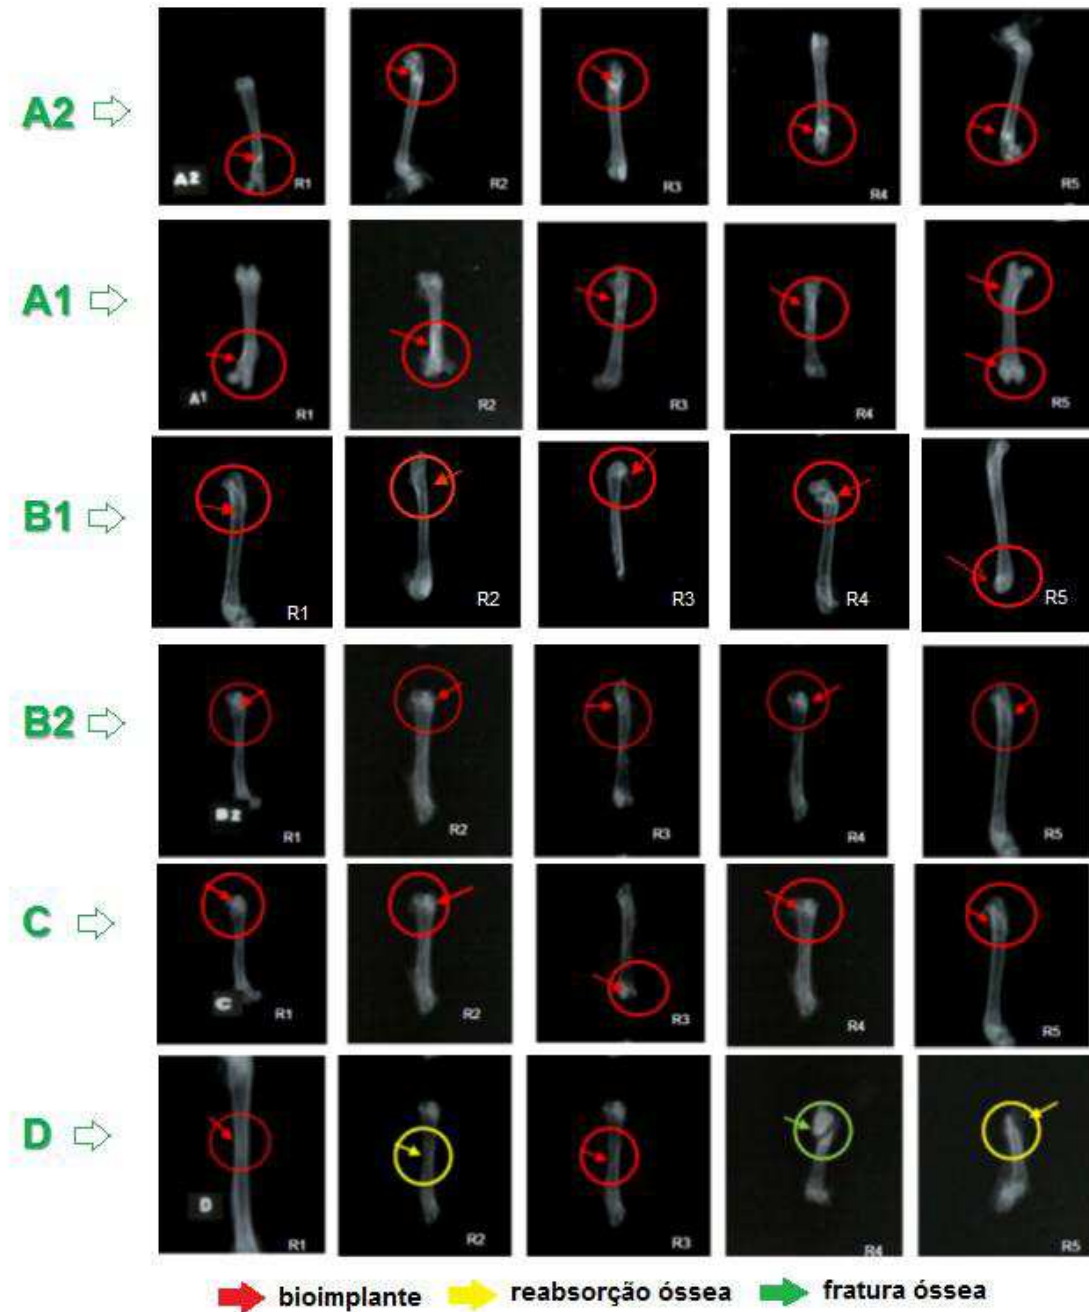 A2
A2 R1 R2 R3 R4 R5
A1
A1 R1 R2 R3 R4 R5
B1
R1 R2 R3 R4 R5
B2
B2 R1 R2 R3 R4 R5
C
C R1 R2 R3 R4 R5
D
D R1 R2 R3 R4 R5
bioimplante reabsorção óssea fratura óssea